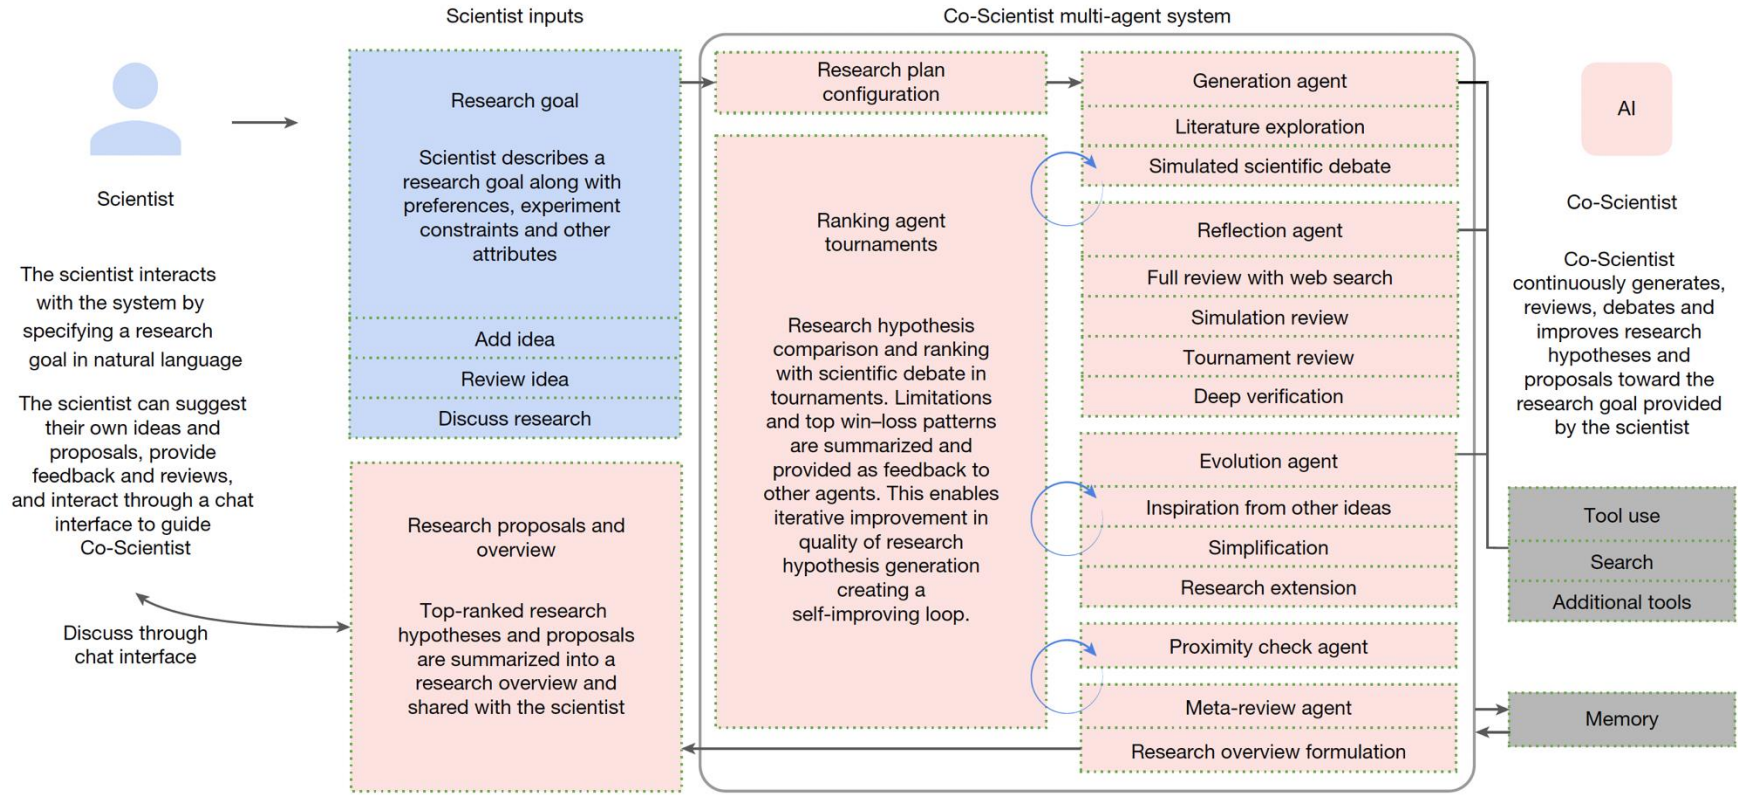 Scientist inputs
Co-Scientist multi-agent system
Scientist
The scientist interacts
with the system by
specifying a research
goal in natural language
The scientist can suggest
their own ideas and
proposals, provide
feedback and reviews,
and interact through a chat
interface to guide
Co-Scientist
Discuss through
chat interface
Research goal
Scientist describes a
research goal along with
preferences, experiment
constraints and other
attributes
Add idea
Review idea
Discuss research
Research proposals and
overview
Top-ranked research
hypotheses and proposals
are summarized into a
research overview and
shared with the scientist
Research plan
configuration
Ranking agent
tournaments
Research hypothesis
comparison and ranking
with scientific debate in
tournaments. Limitations
and top win–loss patterns
are summarized and
provided as feedback to
other agents. This enables
iterative improvement in
quality of research
hypothesis generation
creating a
self-improving loop.
Generation agent
Literature exploration
Simulated scientific debate
Reflection agent
Full review with web search
Simulation review
Tournament review
Deep verification
Evolution agent
Inspiration from other ideas
Simplification
Research extension
Proximity check agent
Meta-review agent
Research overview formulation
AI
Co-Scientist
Co-Scientist
continuously generates,
reviews, debates and
improves research
hypotheses and
proposals toward the
research goal provided
by the scientist
Tool use
Search
Additional tools
Memory